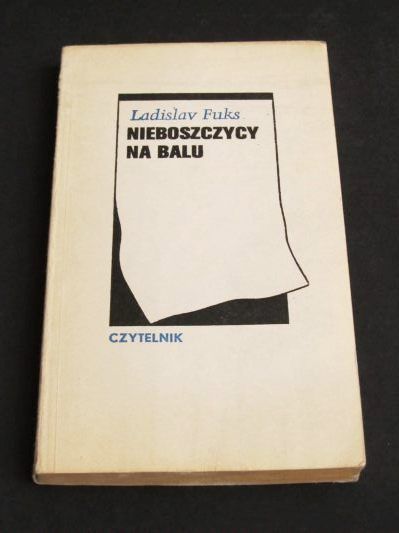 Ladislav Fuks
NIEBOSZCZYCY
NA BALU
CZYTELNIK